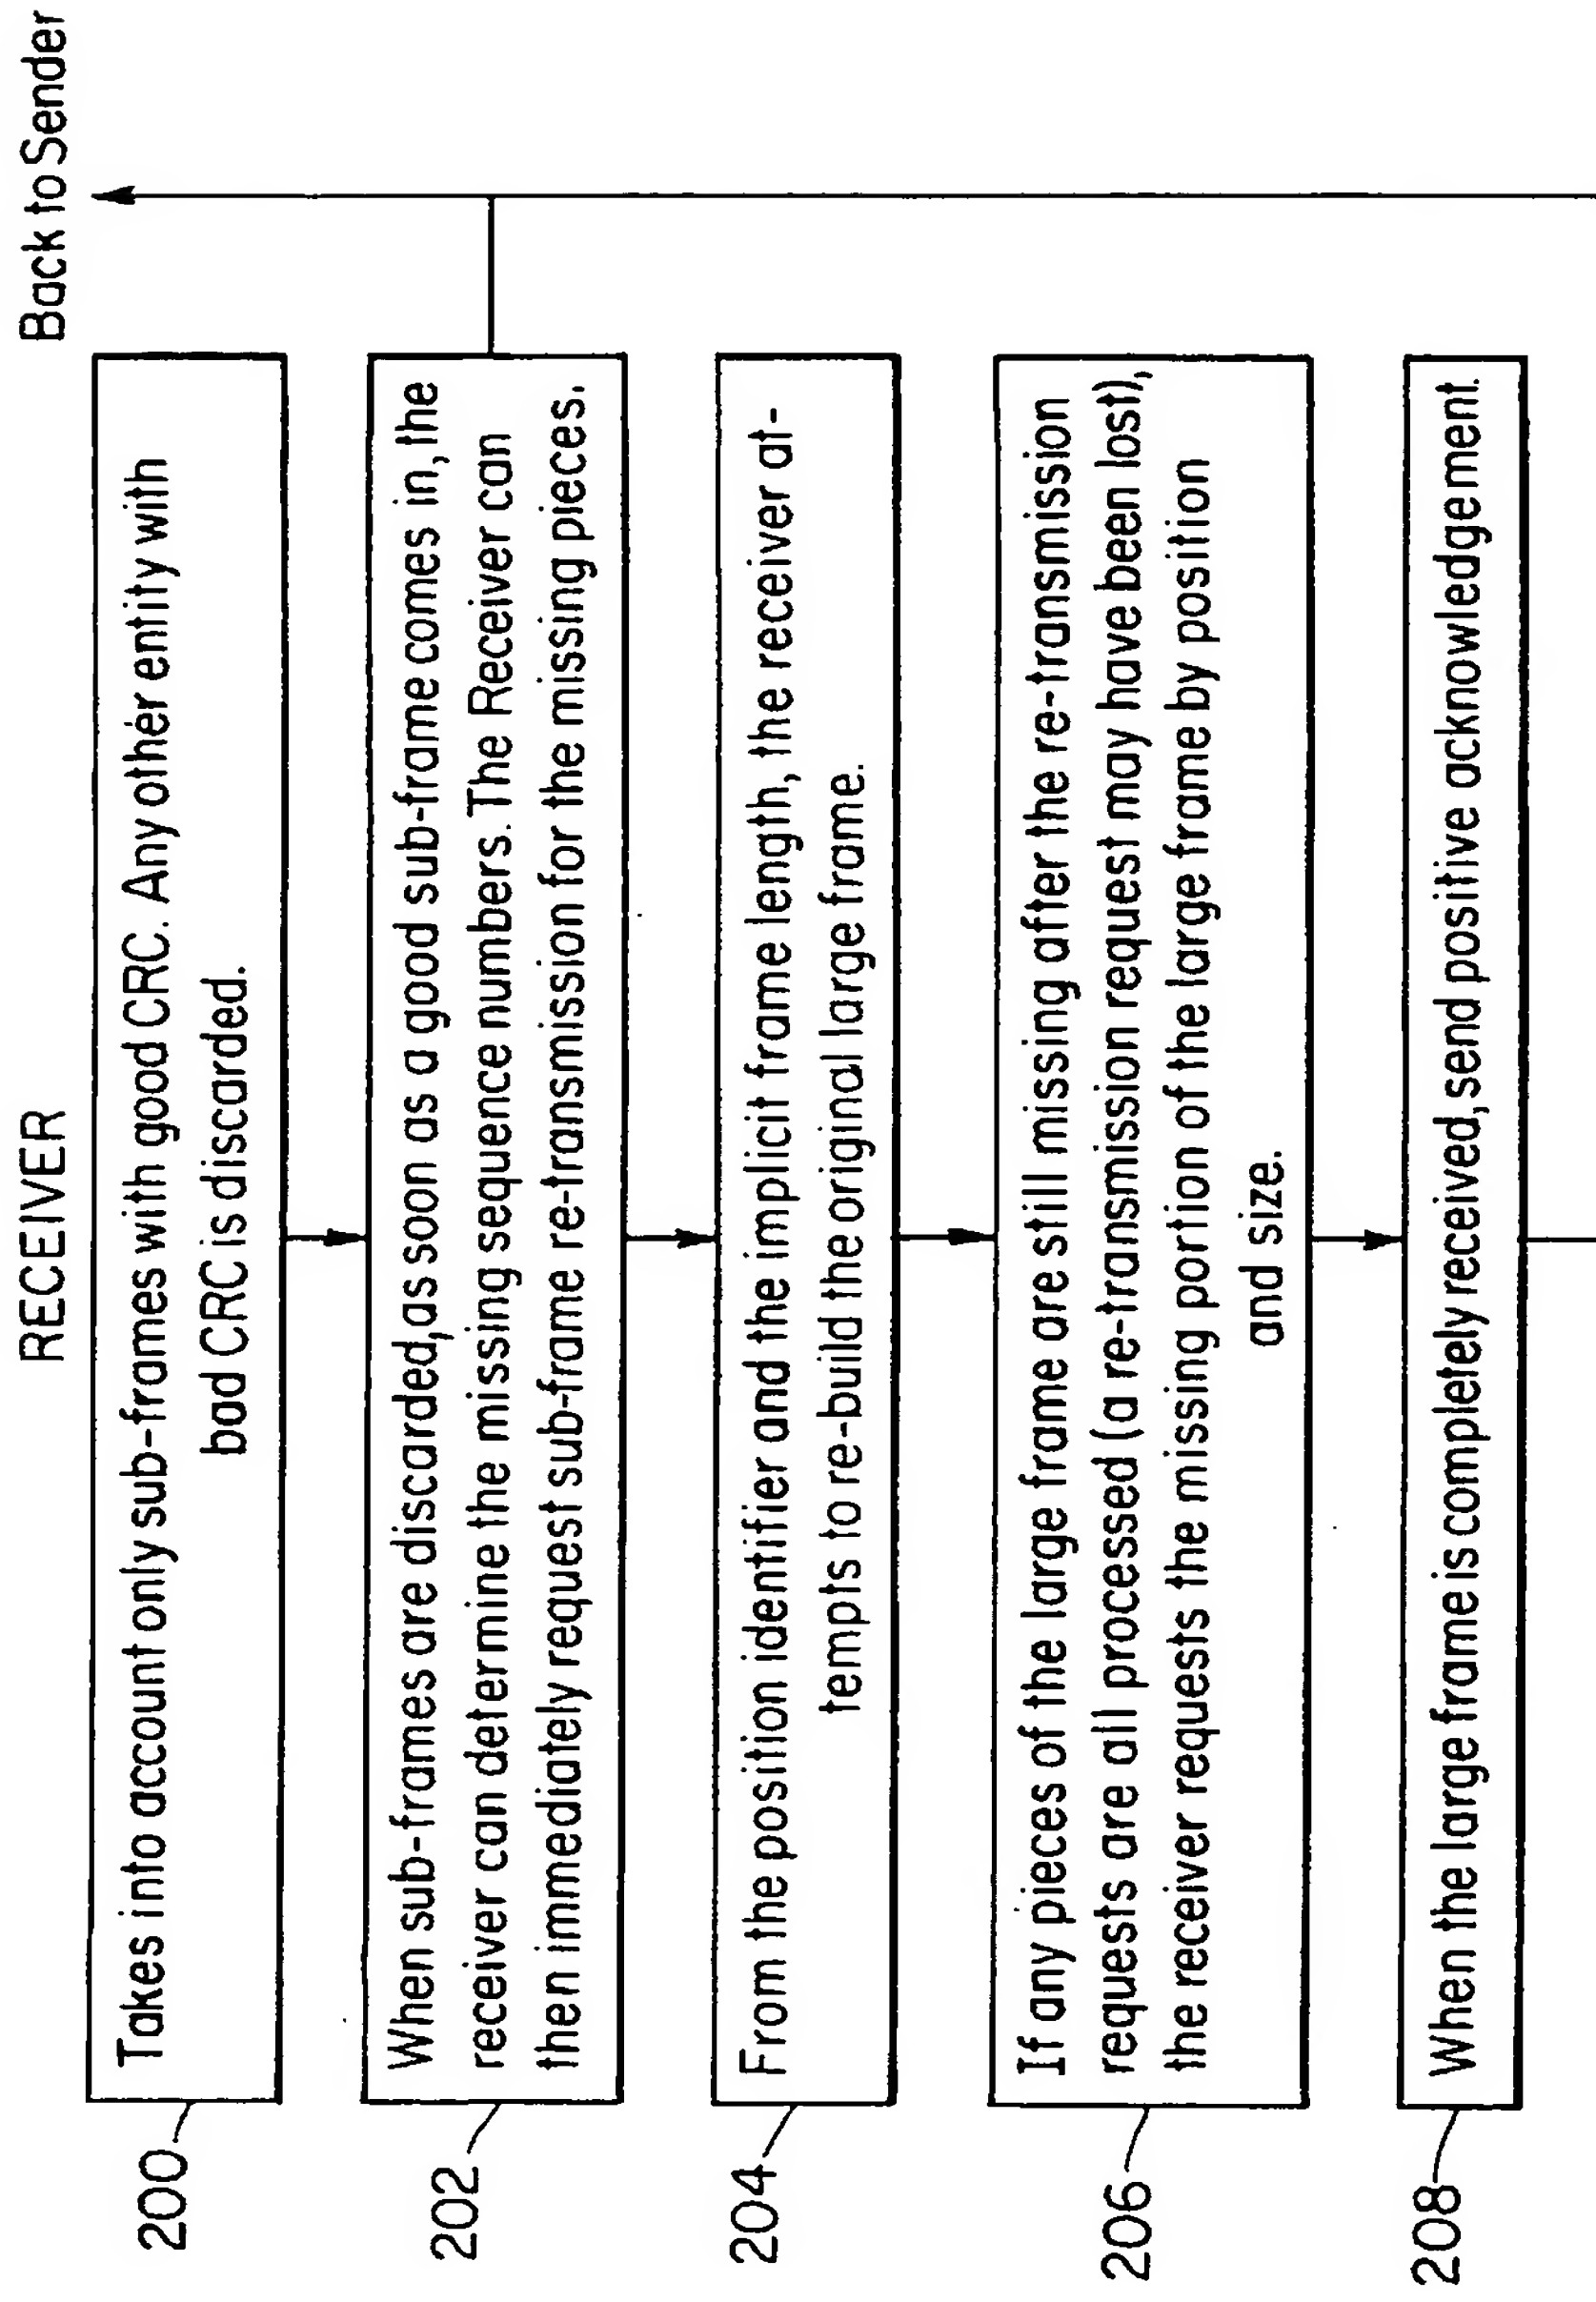 RECEIVER
Back to Sender
200
Takes into account only sub-frames with good CRC. Any other entity with
bad CRC is discarded.
202
When sub-frames are discarded, as soon as a good sub-frame comes in, the
receiver can determine the missing sequence numbers. The Receiver can
then immediately request sub-frame re-transmission for the missing pieces.
204
From the position identifier and the implicit frame length, the receiver at-
tempts to re-build the original large frame.
206
If any pieces of the large frame are still missing after the re-transmission
requests are all processed (a re-transmission request may have been lost),
the receiver requests the missing portion of the large frame by position
and size.
208
When the large frame is completely received, send positive acknowledgement.